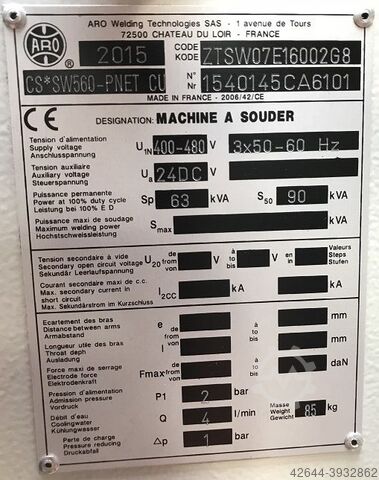 ARO Welding Technologies SAS - 1 avenue de Tours
72500 CHATEAU DU LOIR - FRANCE
ARO
2015 CODE KODE ZTSW07E16002G8
CS*SW560-PNET CU N° Nr 1540145CA6101
MADE IN FRANCE - 2006/42/CE
CE DESIGNATION: MACHINE A SOUDER
Tension d'alimentation
Supply voltage U1N 400-480 V 3x50-60 Hz
Anschlusspannung
Tension auxiliaire
Auxiliary voltage Ua 24DC V
Steuerspannung
Puissance permanente
Power at 100% duty cycle Sp 63 kVA S50 90 kVA
Leistung bei 100% E D
Puissance maxi de soudage
Maximum welding power Smax kVA
Hochstschweissleistung
Tension secondaire à vide de à Valeurs
Secondary open circuit voltage U20 from V to V en in Steps
Sekundär Leerlaufspannung von bis Stufen
Courant secondaire maxi de c.c.
Max. secondary current in I2CC kA kA
short circuit
Max. Sekundärstrom im Kurzschluss
Ecartement des bras de à
Distance between arms e from to mm
Armabstand von bis
Longueur utile des bras de à
Throat depth l from to mm
Ausladung von bis
Force maxi de serrage de à
Electrode force Fmax from to daN
Elektrodenkraft von bis
Pression d'alimentation
Admission pressure P1 2 bar
Vordruck
Débit d'eau
Coolingwater Q 4 l/min Masse Weight Gewicht 85 kg
Kühlwasser
Perte de charge
Pressure reducing Δp 1 bar
Druckabfall
42644-3932862